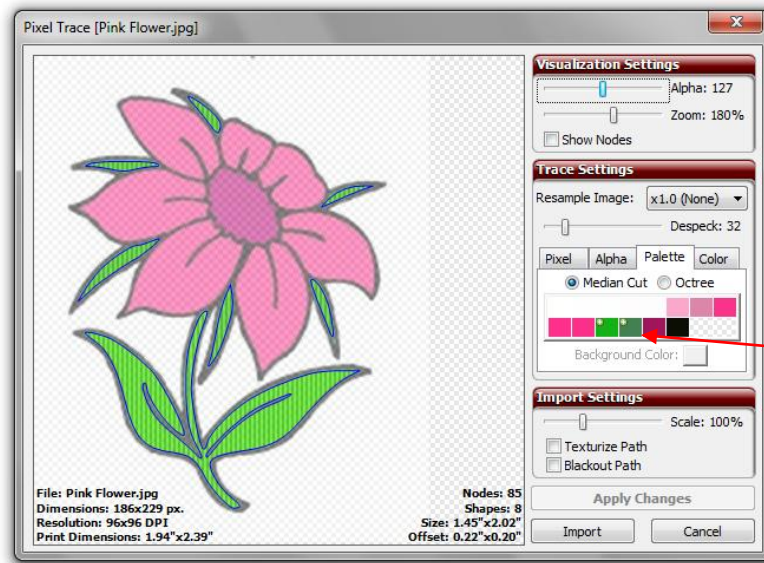 Pixel Trace [Pink Flower.jpg]
Visualization Settings
Alpha: 127
Zoom: 180%
Show Nodes
Trace Settings
Resample Image: x1.0 (None)
Despeck: 32
Pixel Alpha Palette Color
Median Cut Octree
Background Color:
Import Settings
Scale: 100%
Texturize Path
Blackout Path
Apply Changes
Import Cancel
File: Pink Flower.jpg
Dimensions: 186x229 px.
Resolution: 96x96 DPI
Print Dimensions: 1.94"x2.39"
Nodes: 85
Shapes: 8
Size: 1.45"x2.02"
Offset: 0.22"x0.20"